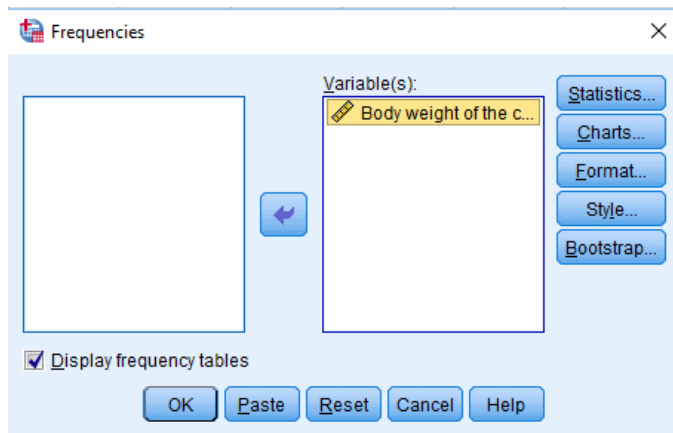 Frequencies
Variable(s):
Body weight of the c...
Statistics...
Charts...
Format...
Style...
Bootstrap...
Display frequency tables
OK Paste Reset Cancel Help